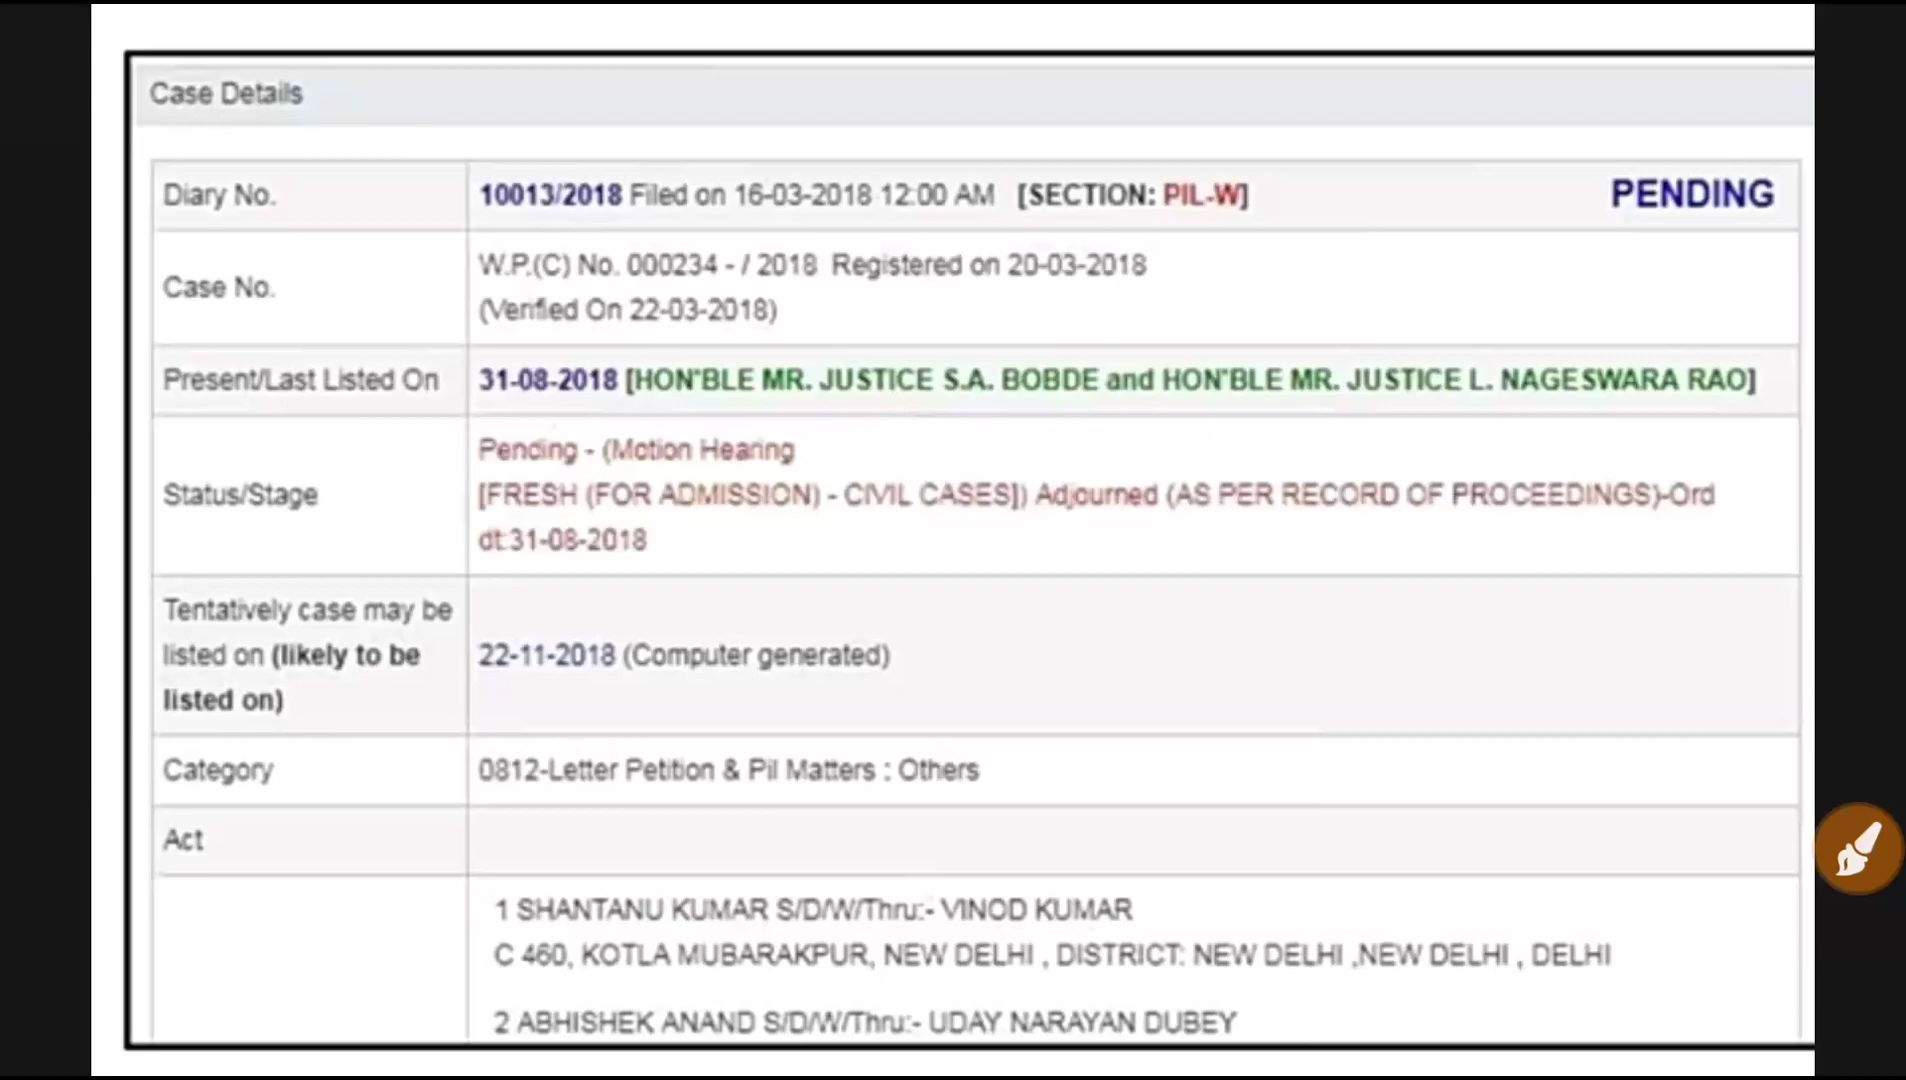 Case Details
Diary No. 10013/2018 Filed on 16-03-2018 12:00 AM [SECTION: PIL-W] PENDING
Case No. W.P.(C) No. 000234 - / 2018 Registered on 20-03-2018
(Verified On 22-03-2018)
Present/Last Listed On 31-08-2018 [HON'BLE MR. JUSTICE S.A. BOBDE and HON'BLE MR. JUSTICE L. NAGESWARA RAO]
Status/Stage Pending - (Motion Hearing
[FRESH (FOR ADMISSION) - CIVIL CASES]) Adjourned (AS PER RECORD OF PROCEEDINGS)-Ord
dt:31-08-2018
Tentatively case may be
listed on (likely to be
listed on) 22-11-2018 (Computer generated)
Category 0812-Letter Petition & Pil Matters : Others
Act
1 SHANTANU KUMAR S/D/W/Thru:- VINOD KUMAR
C 460, KOTLA MUBARAKPUR, NEW DELHI , DISTRICT: NEW DELHI ,NEW DELHI , DELHI
2 ABHISHEK ANAND S/D/W/Thru:- UDAY NARAYAN DUBEY